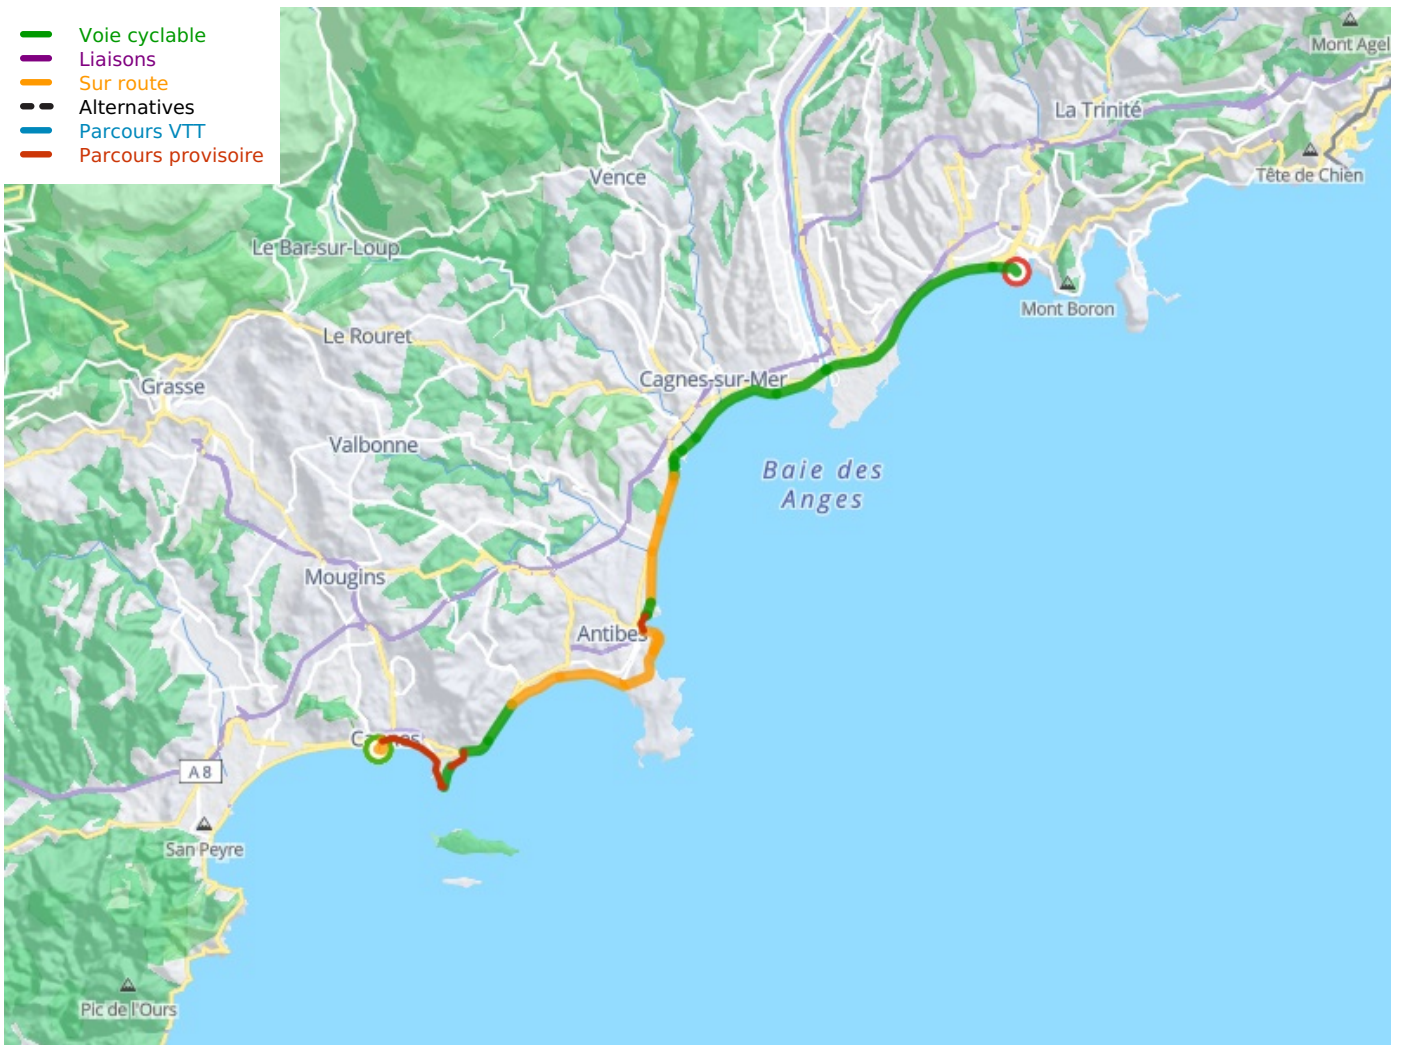 Voie cyclable
Liaisons
Sur route
Alternatives
Parcours VTT
Parcours provisoire
Mont Agel
La Trinité
Tête de Chien
Vence
Le Bar-sur-Loup
Mont Boron
Le Rouret
Grasse
Cagnes-sur-Mer
Valbonne
Baie des
Anges
Mougins
Antibes
Cannes
A 8
San Peyre
Pic de l'Ours